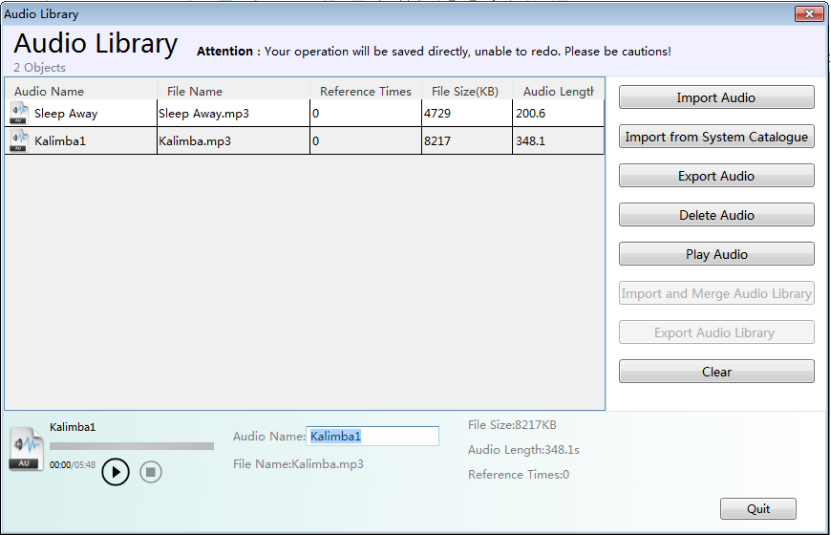 Audio Library
Audio Library
Attention : Your operation will be saved directly, unable to redo. Please be cautions!
2 Objects
Audio Name File Name Reference Times File Size(KB) Audio Lengt
Sleep Away Sleep Away.mp3 0 4729 200.6
Kalimba1 Kalimba.mp3 0 8217 348.1
Import Audio
Import from System Catalogue
Export Audio
Delete Audio
Play Audio
Import and Merge Audio Library
Export Audio Library
Clear
Kalimba1
AU
00:00/05:48
Audio Name: Kalimba1
File Name:Kalimba.mp3
File Size:8217KB
Audio Length:348.1s
Reference Times:0
Quit